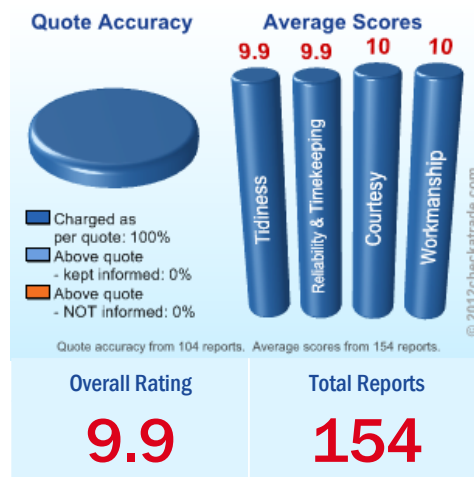 Quote Accuracy
Average Scores
9.9
9.9
10
10
Tidiness
Reliability & Timekeeping
Courtesy
Workmanship
Charged as
per quote: 100%
Above quote
- kept informed: 0%
Above quote
- NOT informed: 0%
© 2012checkatrade.com
Quote accuracy from 104 reports. Average scores from 154 reports.
Overall Rating
Total Reports
9.9
154